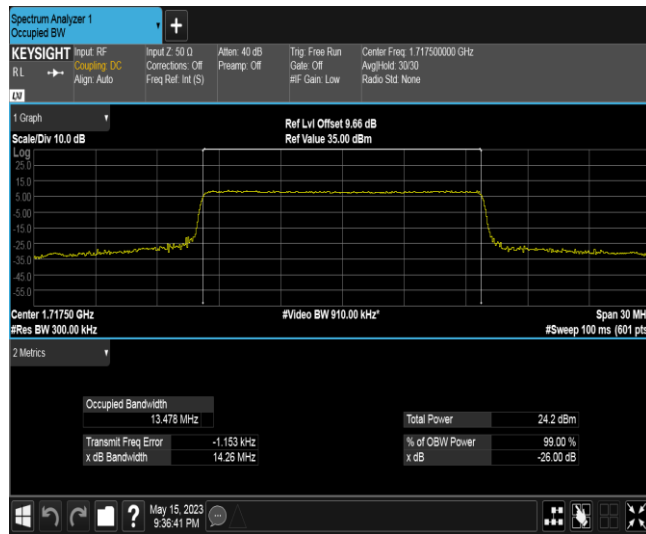 Spectrum Analyzer 1
Occupied BW
+
KEYSIGHT Input: RF Input Z: 50 Ω Atten: 40 dB Trig: Free Run Center Freq: 1.717500000 GHz
RL Coupling: DC Corrections: Off Preamp: Off Gate: Off Avg|Hold: 30/30
Align: Auto Freq Ref: Int (S) #IF Gain: Low Radio Std: None
LXI
1 Graph
Ref Lvl Offset 9.66 dB
Scale/Div 10.0 dB Ref Value 35.00 dBm
Log
25.0
15.0
5.00
-5.00
-15.0
-25.0
-35.0
-45.0
-55.0
Center 1.71750 GHz #Video BW 910.00 kHz* Span 30 MH
#Res BW 300.00 kHz #Sweep 100 ms (601 pts
2 Metrics
Occupied Bandwidth
13.478 MHz Total Power 24.2 dBm
Transmit Freq Error -1.153 kHz % of OBW Power 99.00 %
x dB Bandwidth 14.26 MHz x dB -26.00 dB
? May 15, 2023
9:36:41 PM